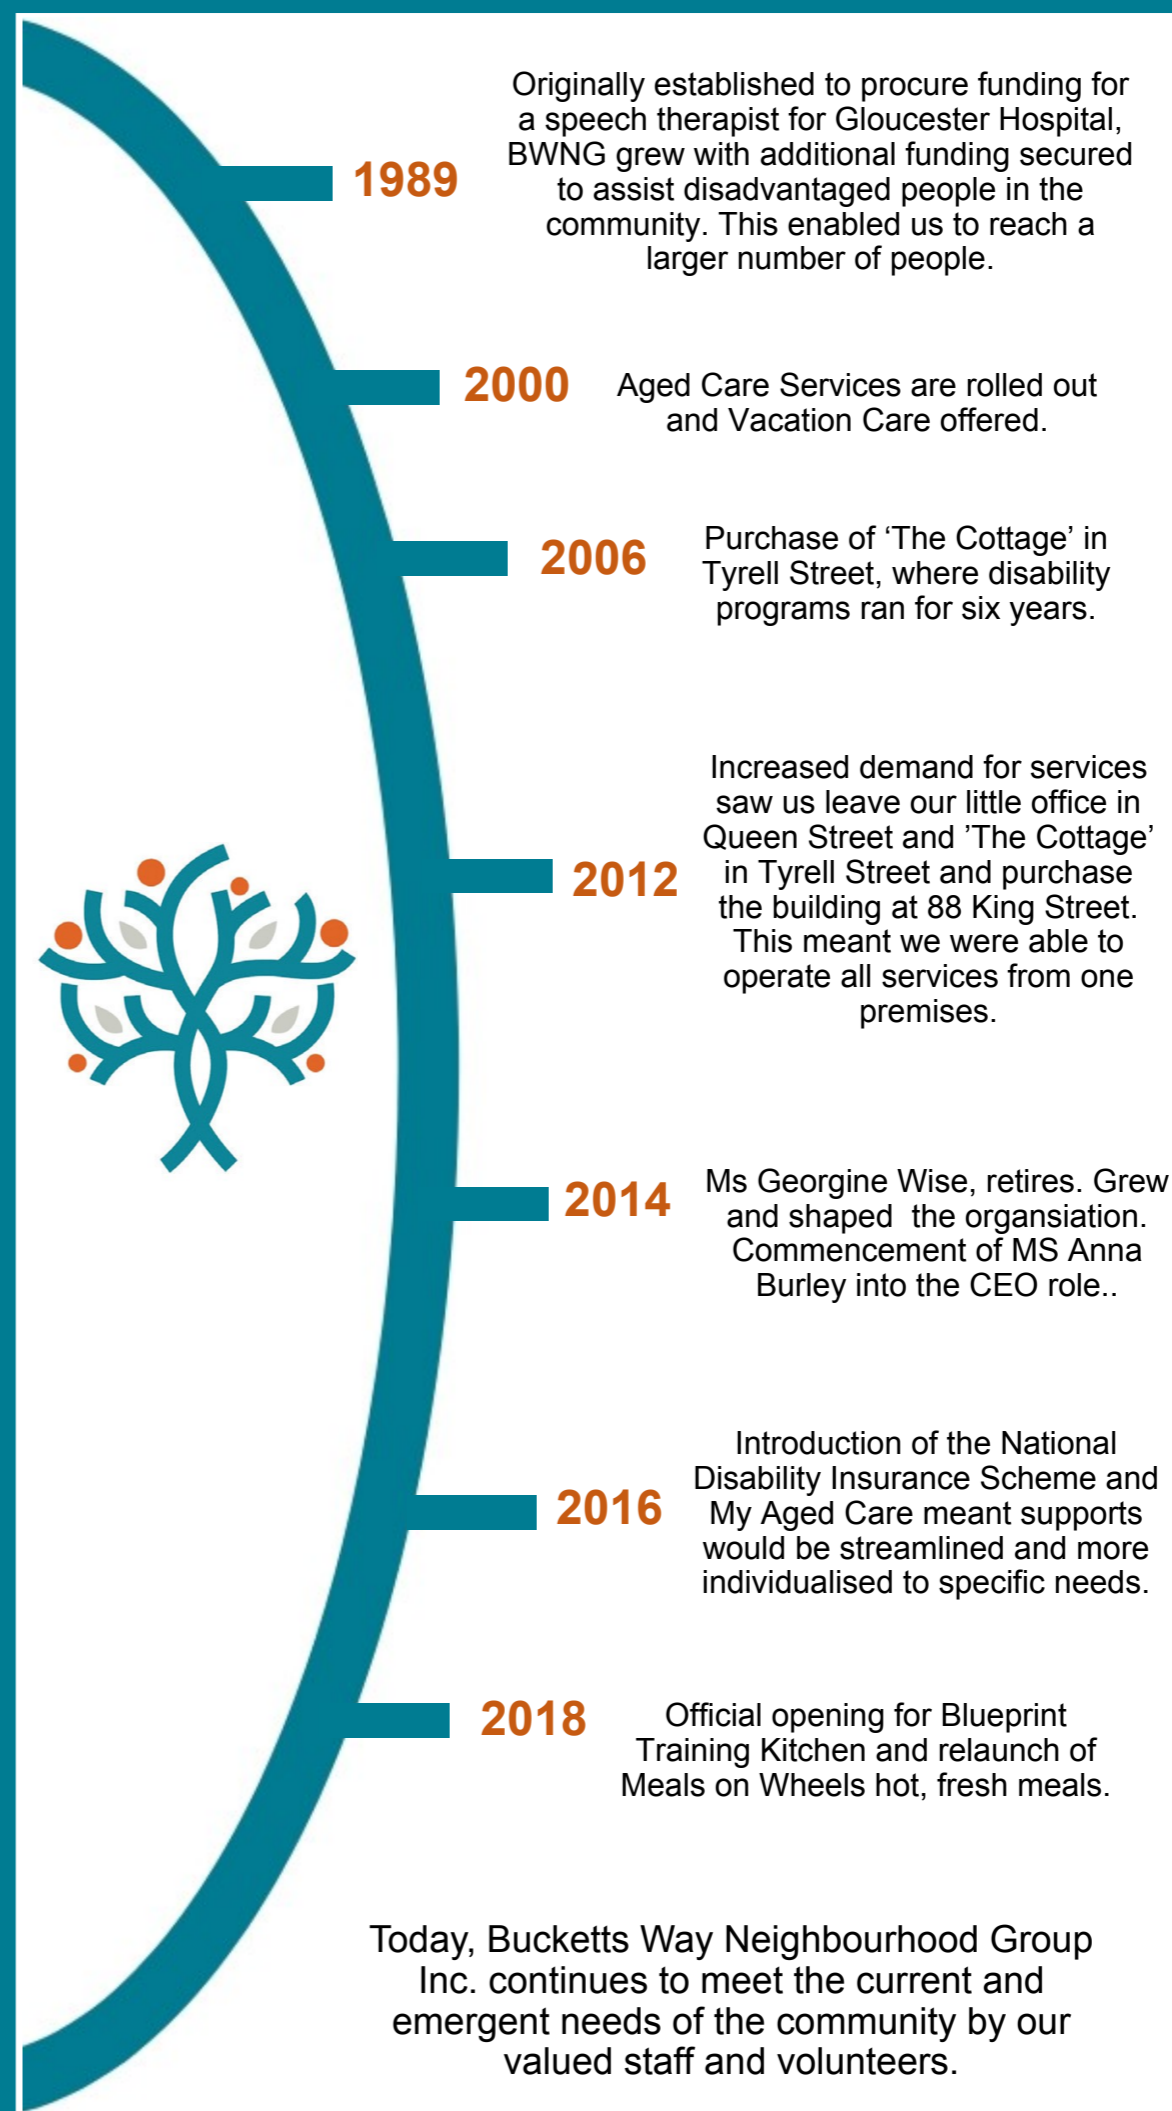 1989
Originally established to procure funding for
a speech therapist for Gloucester Hospital,
BWNG grew with additional funding secured
to assist disadvantaged people in the
community. This enabled us to reach a
larger number of people.
2000
Aged Care Services are rolled out
and Vacation Care offered.
2006
Purchase of ‘The Cottage’ in
Tyrell Street, where disability
programs ran for six years.
2012
Increased demand for services
saw us leave our little office in
Queen Street and ’The Cottage’
in Tyrell Street and purchase
the building at 88 King Street.
This meant we were able to
operate all services from one
premises.
2014
Ms Georgine Wise, retires. Grew
and shaped  the organsiation.
Commencement of MS Anna
Burley into the CEO role..
2016
Introduction of the National
Disability Insurance Scheme and
My Aged Care meant supports
would be streamlined and more
individualised to specific needs.
2018
Official opening for Blueprint
Training Kitchen and relaunch of
Meals on Wheels hot, fresh meals.
Today, Bucketts Way Neighbourhood Group
Inc. continues to meet the current and
emergent needs of the community by our
valued staff and volunteers.